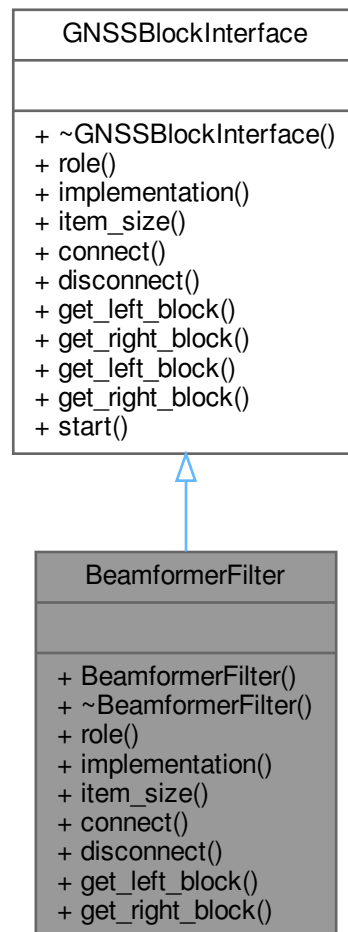 GNSSBlockInterface
+ ~GNSSBlockInterface()
+ role()
+ implementation()
+ item_size()
+ connect()
+ disconnect()
+ get_left_block()
+ get_right_block()
+ get_left_block()
+ get_right_block()
+ start()
BeamformerFilter
+ BeamformerFilter()
+ ~BeamformerFilter()
+ role()
+ implementation()
+ item_size()
+ connect()
+ disconnect()
+ get_left_block()
+ get_right_block()